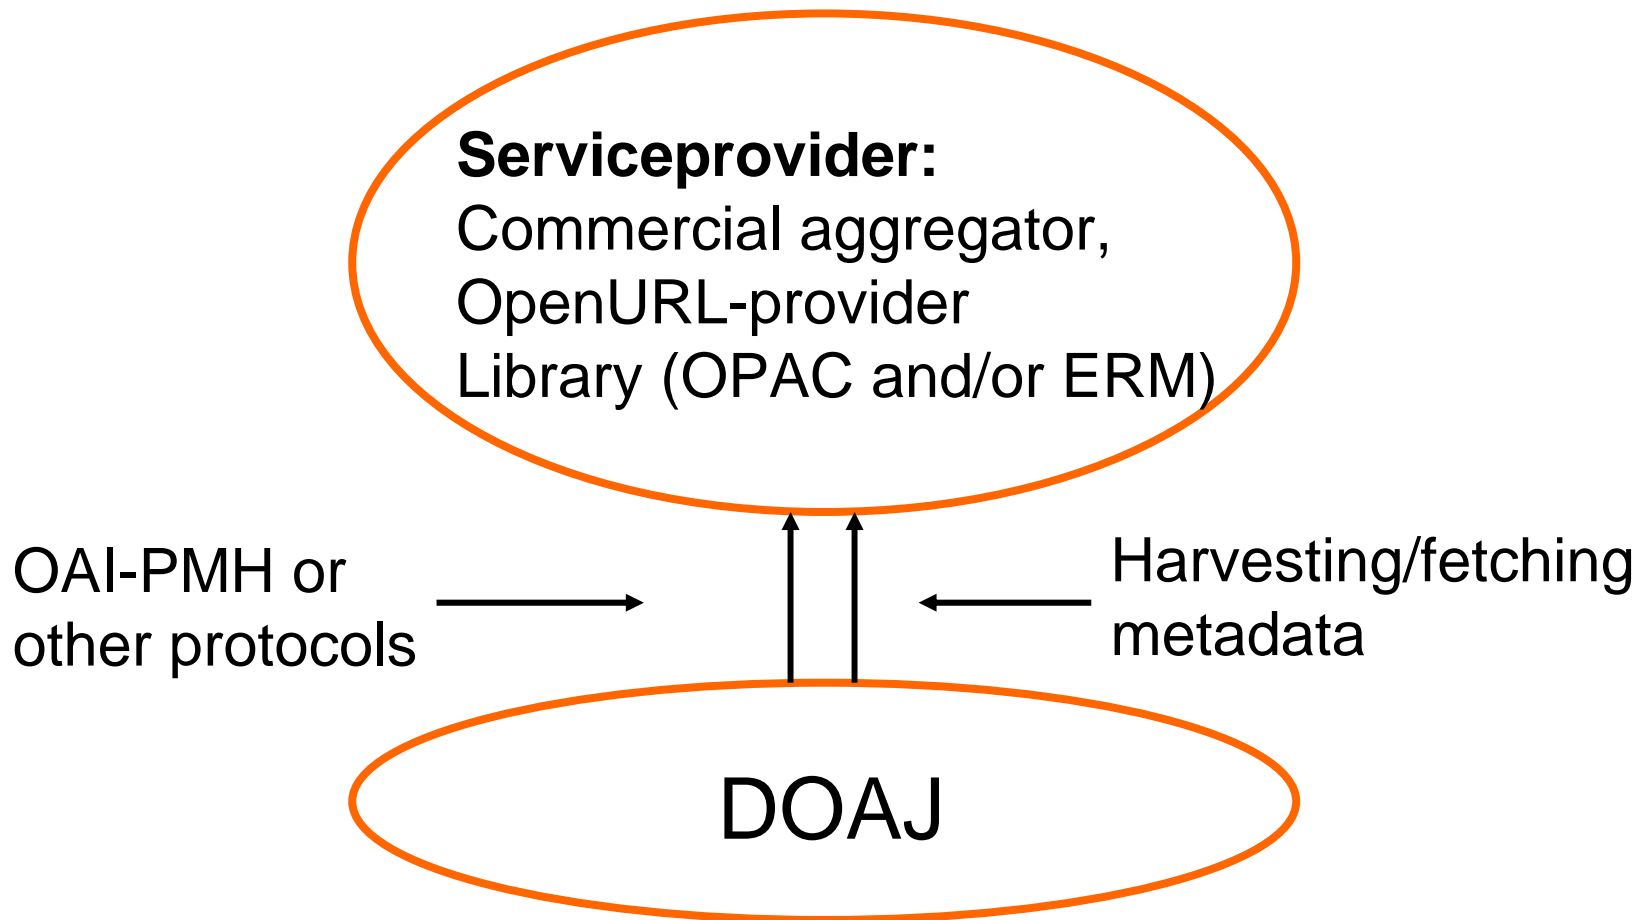 Serviceprovider:
Commercial aggregator,
OpenURL-provider
Library (OPAC and/or ERM)
OAI-PMH or
other protocols
Harvesting/fetching
metadata
DOAJ